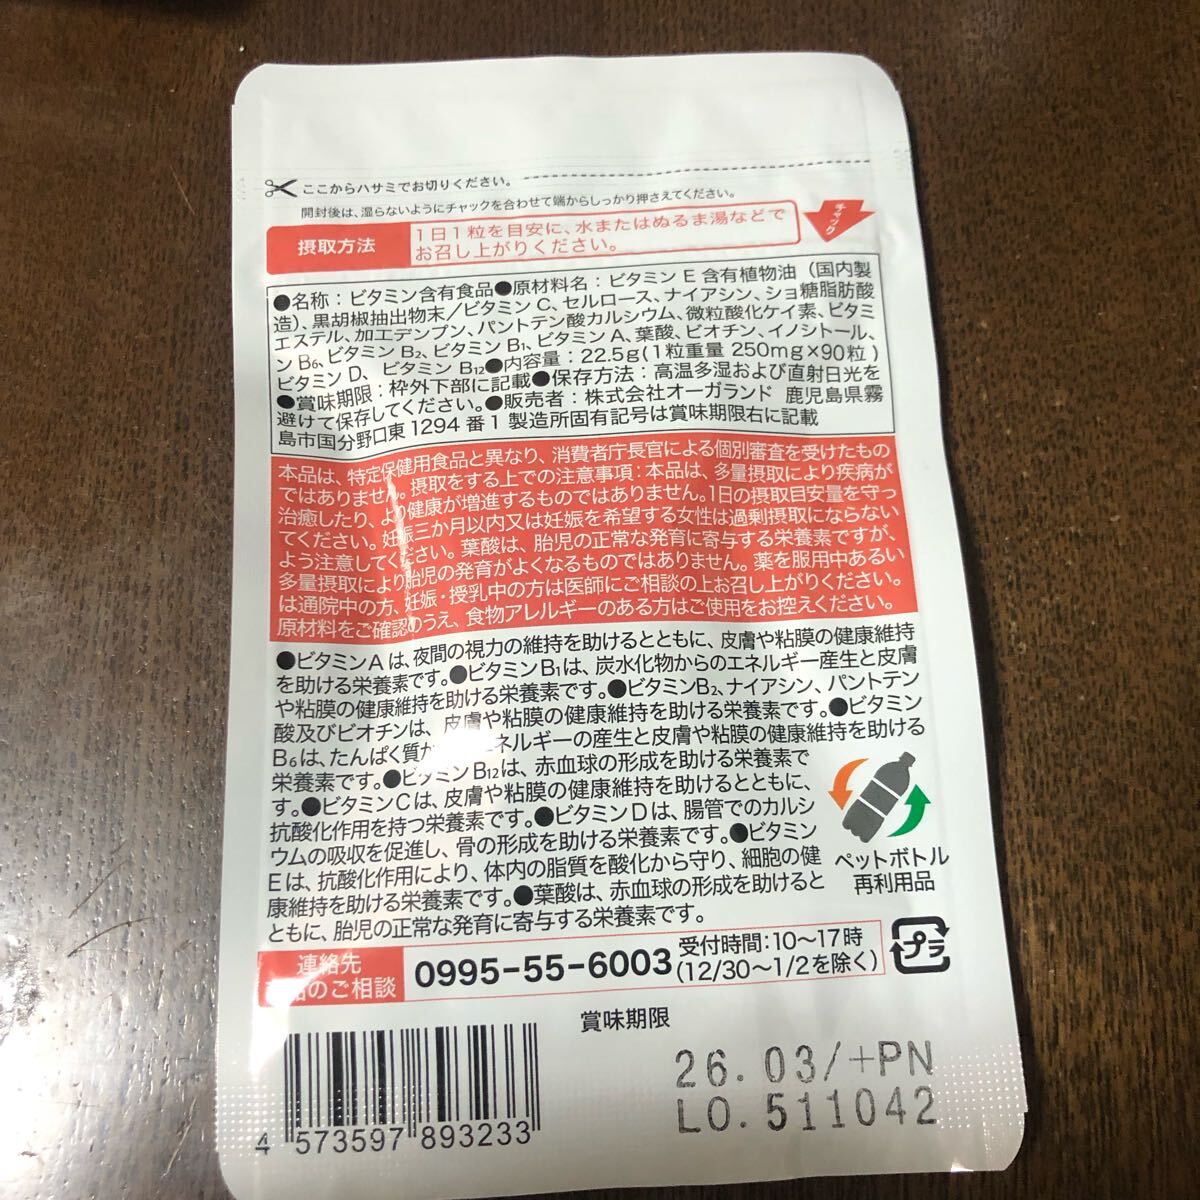 ここからハサミでお切りください。
開封後は、湿らないようにチャックを合わせて端からしっかり押さえてください。
チャック
摂取方法
1日1粒を目安に、水またはぬるま湯などで
お召し上がりください。
●名称：ビタミン含有食品●原材料名：ビタミンE含有植物油（国内製
造）、黒胡椒抽出物末／ビタミンC、セルロース、ナイアシン、ショ糖脂肪酸
エステル、加工デンプン、パントテン酸カルシウム、微粒酸化ケイ素、ビタミ
ンB6、ビタミンB2、ビタミンB1、ビタミンA、葉酸、ビオチン、イノシトール、
ビタミンD、ビタミンB12●内容量：22.5g(1粒重量 250mg×90粒)
●賞味期限：枠外下部に記載●保存方法：高温多湿および直射日光を
避けて保存してください。●販売者：株式会社オーガランド 鹿児島県霧
島市国分野口東1294番1 製造所固有記号は賞味期限右に記載
本品は、特定保健用食品と異なり、消費者庁長官による個別審査を受けたもの
ではありません。摂取をする上での注意事項：本品は、多量摂取により疾病が
治癒したり、より健康が増進するものではありません。1日の摂取目安量を守っ
てください。妊娠三か月以内又は妊娠を希望する女性は過剰摂取にならない
よう注意してください。葉酸は、胎児の正常な発育に寄与する栄養素ですが、
多量摂取により胎児の発育がよくなるものではありません。薬を服用中あるい
は通院中の方、妊娠・授乳中の方は医師にご相談の上お召し上がりください。
原材料をご確認のうえ、食物アレルギーのある方はご使用をお控えください。
●ビタミンAは、夜間の視力の維持を助けるとともに、皮膚や粘膜の健康維持
を助ける栄養素です。●ビタミンB1は、炭水化物からのエネルギー産生と皮膚
や粘膜の健康維持を助ける栄養素です。●ビタミンB2、ナイアシン、パントテン
酸及びビオチンは、皮膚や粘膜の健康維持を助ける栄養素です。●ビタミン
B6は、たんぱく質か ネルギーの産生と皮膚や粘膜の健康維持を助ける
栄養素です。●ビタミンB12は、赤血球の形成を助ける栄養素で
す。●ビタミンCは、皮膚や粘膜の健康維持を助けるとともに、
抗酸化作用を持つ栄養素です。●ビタミンDは、腸管でのカルシ
ウムの吸収を促進し、骨の形成を助ける栄養素です。●ビタミン
Eは、抗酸化作用により、体内の脂質を酸化から守り、細胞の健
康維持を助ける栄養素です。●葉酸は、赤血球の形成を助けると
ともに、胎児の正常な発育に寄与する栄養素です。
ペットボトル
再利用品
連絡先
のご相談
0995-55-6003
受付時間：10〜17時
(12/30〜1/2を除く)
プラ
賞味期限
26.03/+PN
LO.511042
4 573597 893233